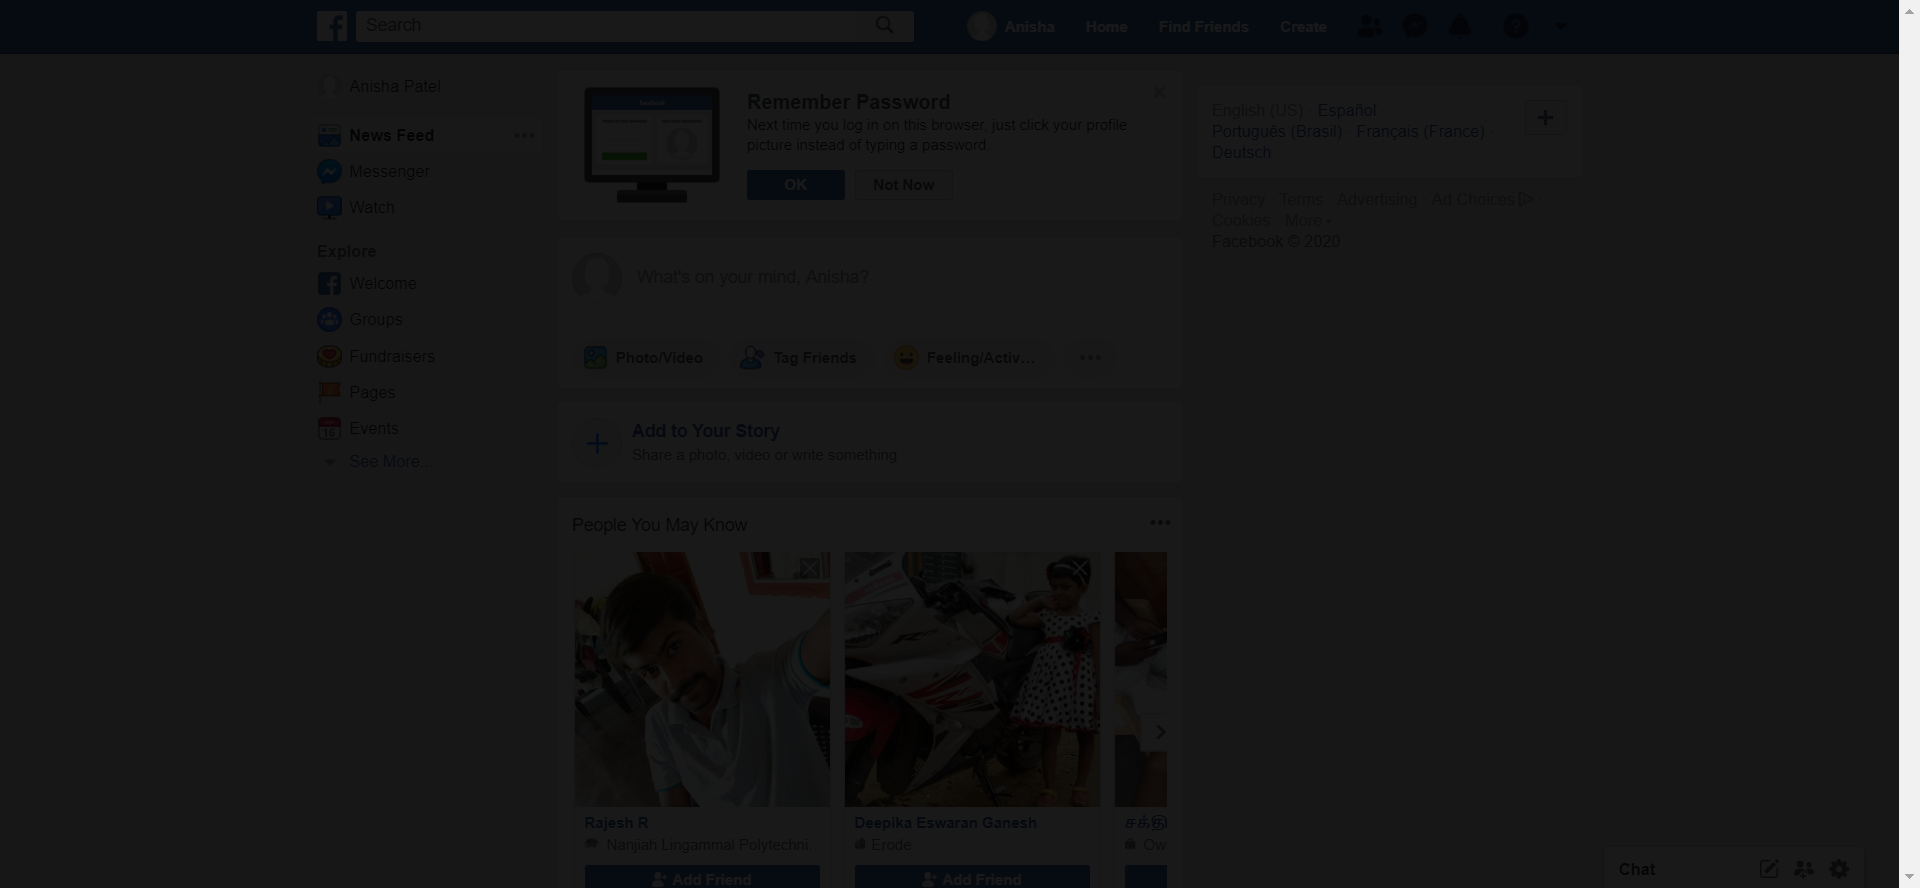 Search
Anisha
Home
Find Friends
Create
Anisha Patel
News Feed
Messenger
Watch
Explore
Welcome
Groups
Fundraisers
Pages
Events
16
See More...
Remember Password
Next time you log in on this browser, just click your profile
picture instead of typing a password.
OK
Not Now
What's on your mind, Anisha?
Photo/Video
Tag Friends
Feeling/Activ...
Add to Your Story
Share a photo, video or write something
People You May Know
Rajesh R
Nanjiah Lingammal Polytechni...
Add Friend
Deepika Eswaran Ganesh
Erode
Add Friend
Ow
English (US) Español
Português (Brasil) Français (France)
Deutsch
Privacy Terms Advertising Ad Choices
Cookies More
Facebook © 2020
Chat